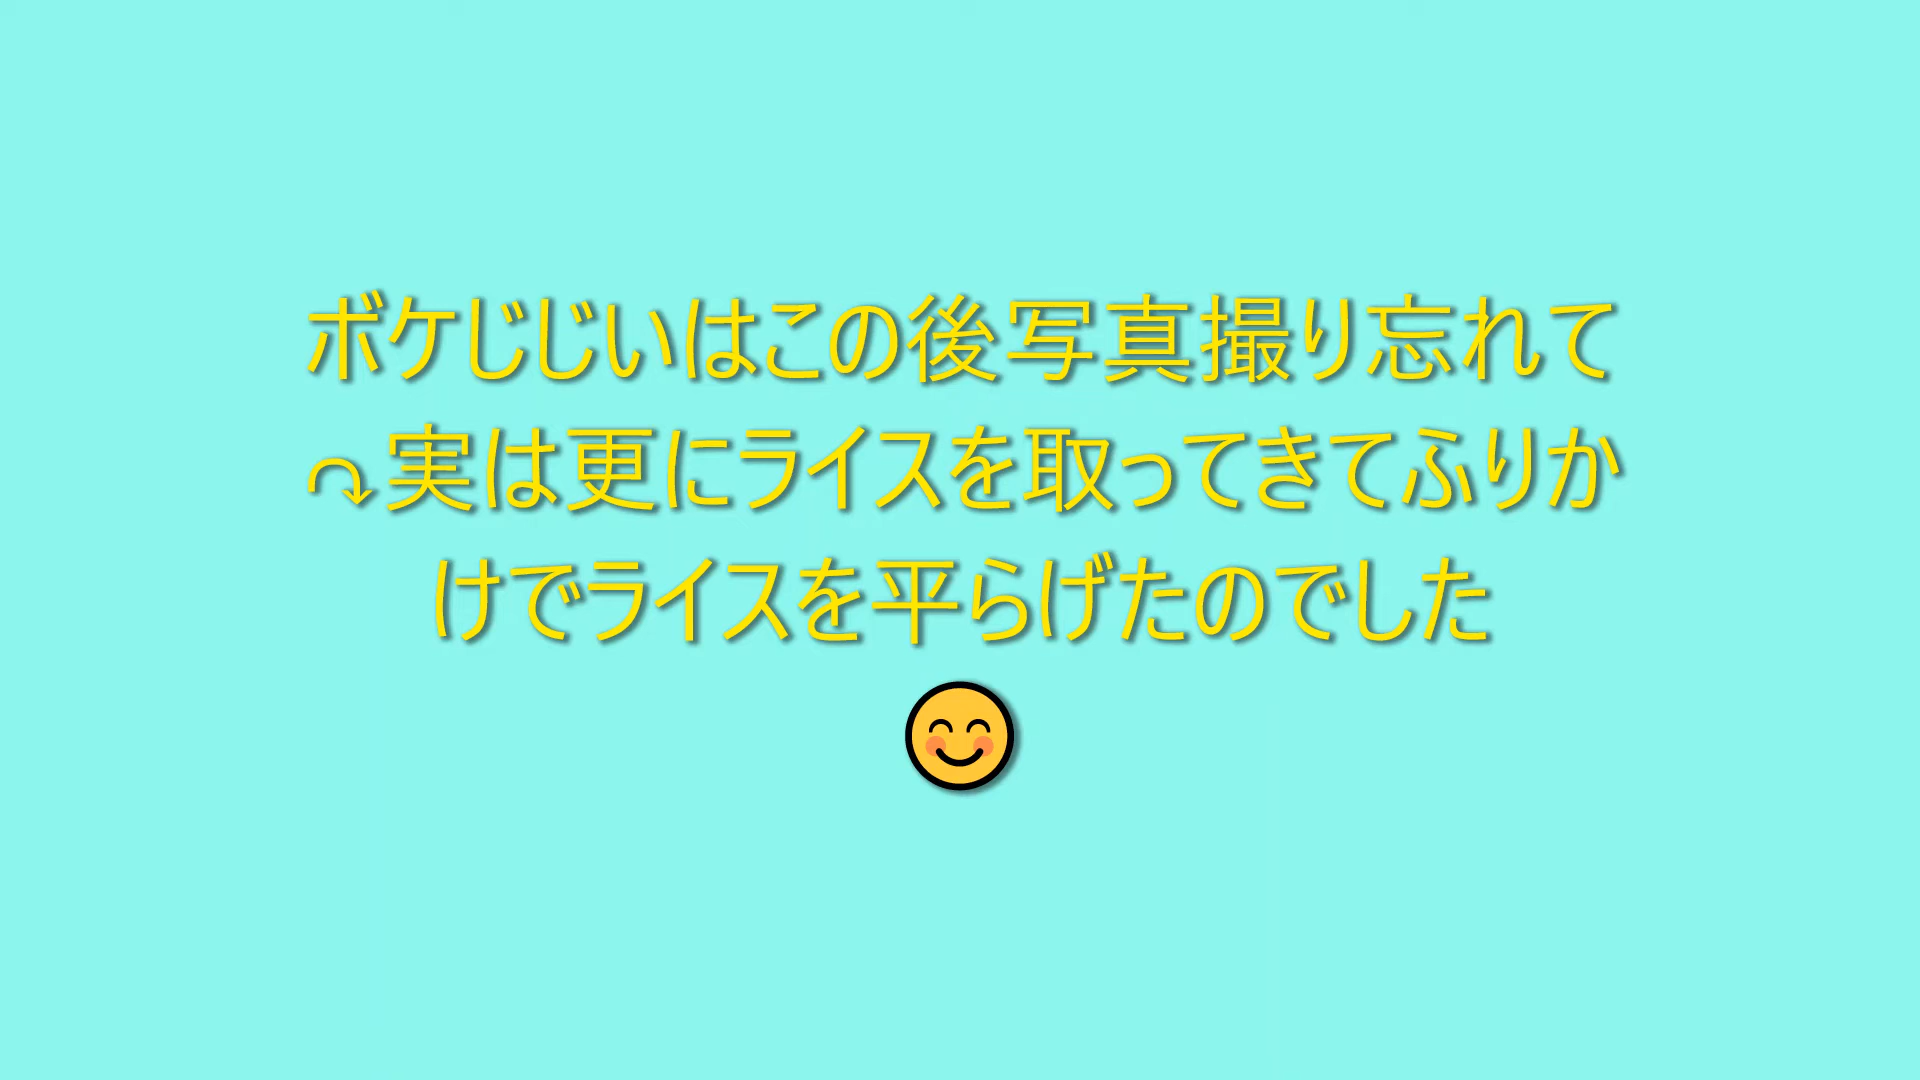 ボケじじいはこの後写真撮り忘れて
⤵実は更にライスを取ってきてふりか
けでライスを平らげたのでした
😊